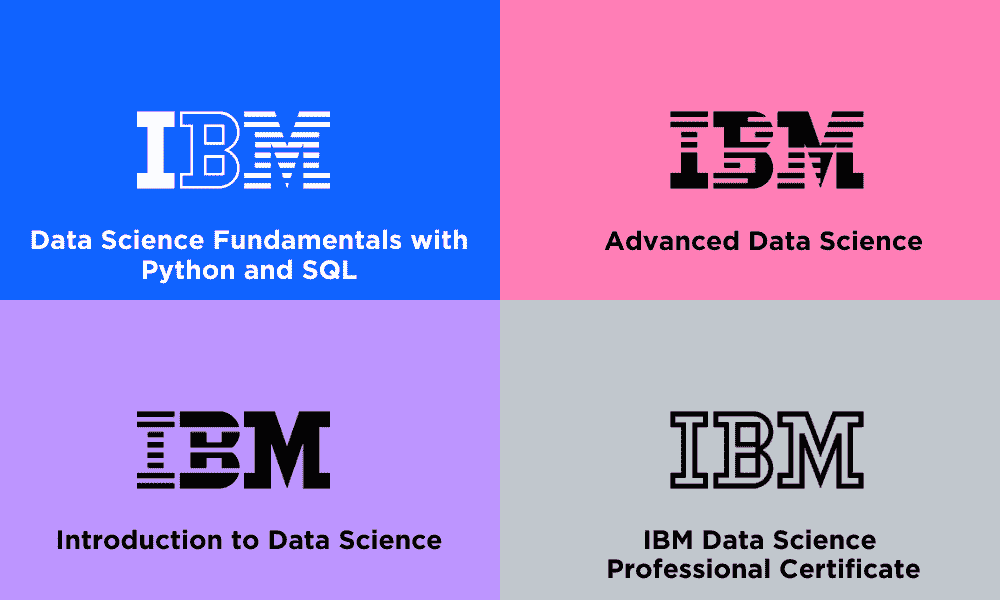 IBM
Data Science Fundamentals with
Python and SQL
IBM
Advanced Data Science
IBM
Introduction to Data Science
IBM
IBM Data Science
Professional Certificate